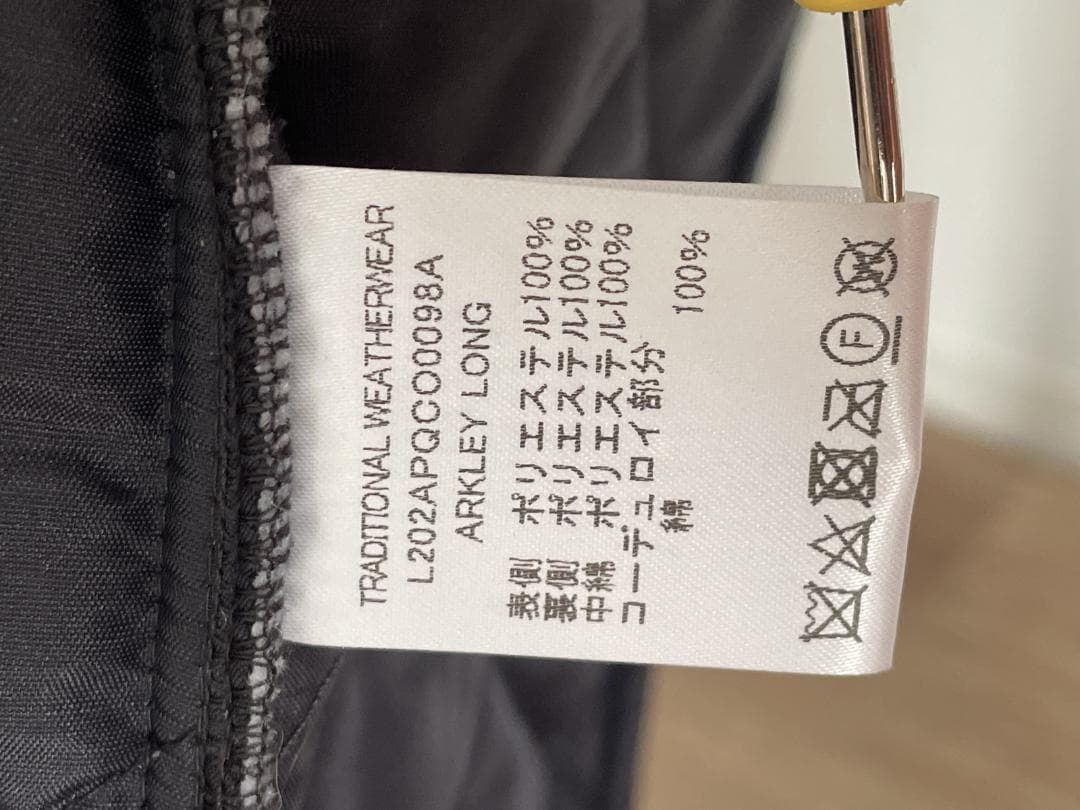 TRADITIONAL WEATHERWEAR
L202APQCO0098A
ARKLEY LONG
表側 ポリエステル100%
裏側 ポリエステル100%
中綿 ポリエステル100%
コーデュロイ部分
綿 100%
F
W